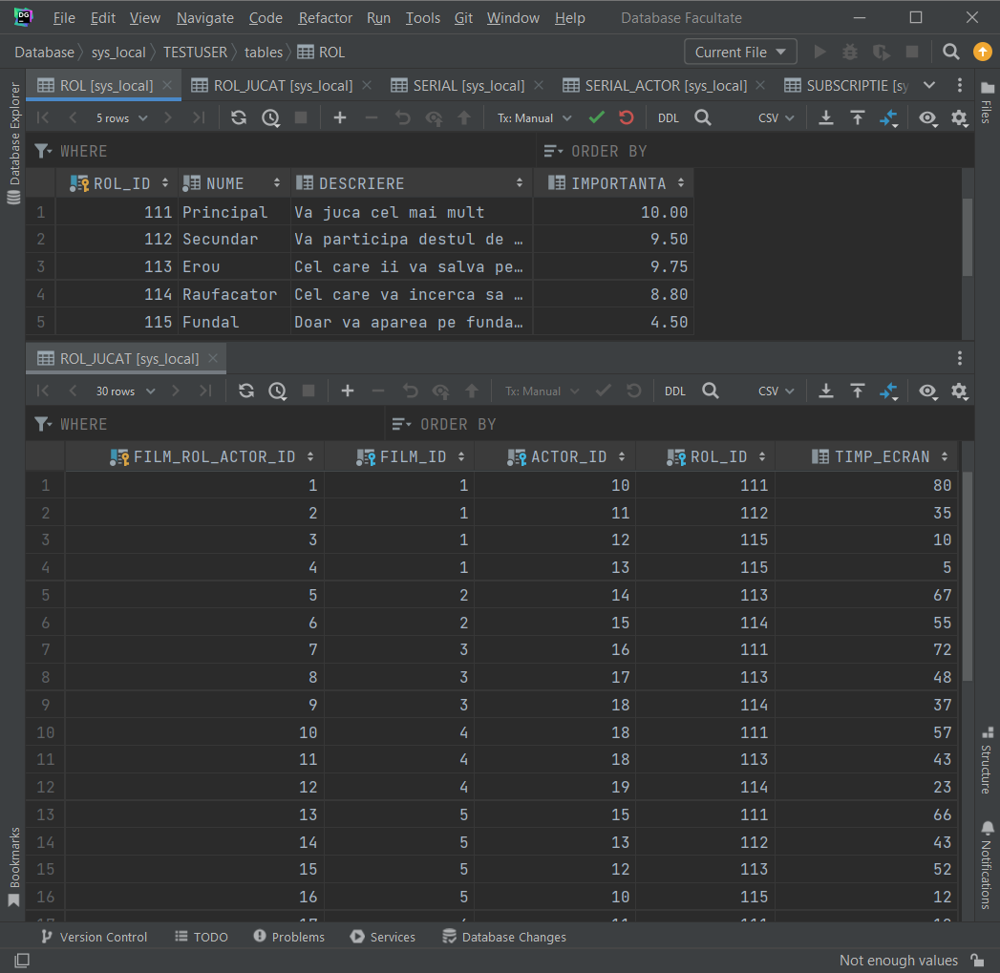 DG File Edit View Navigate Code Refactor Run Tools Git Window Help Database Facultate
Database sys_local TESTUSER tables ROL Current File
ROL [sys_local] ROL_JUCAT [sys_local] SERIAL [sys_local] SERIAL_ACTOR [sys_local] SUBSCRIPTIE [sy
5 rows Tx: Manual DDL CSV
WHERE ORDER BY
ROL_ID NUME DESCRIERE IMPORTANTA
1 111 Principal Va juca cel mai mult 10.00
2 112 Secundar Va participa destul de … 9.50
3 113 Erou Cel care ii va salva pe… 9.75
4 114 Raufacator Cel care va incerca sa … 8.80
5 115 Fundal Doar va aparea pe funda… 4.50
ROL_JUCAT [sys_local]
30 rows Tx: Manual DDL CSV
WHERE ORDER BY
FILM_ROL_ACTOR_ID FILM_ID ACTOR_ID ROL_ID TIMP_ECRAN
1 1 1 10 111 80
2 2 1 11 112 35
3 3 1 12 115 10
4 4 1 13 115 5
5 5 2 14 113 67
6 6 2 15 114 55
7 7 3 16 111 72
8 8 3 17 113 48
9 9 3 18 114 37
10 10 4 18 111 57
11 11 4 18 113 43
12 12 4 19 114 23
13 13 5 15 111 66
14 14 5 13 112 43
15 15 5 12 113 52
16 16 5 10 115 12
Database Explorer
Bookmarks
Files
Structure
Notifications
Version Control TODO Problems Services Database Changes
Not enough values